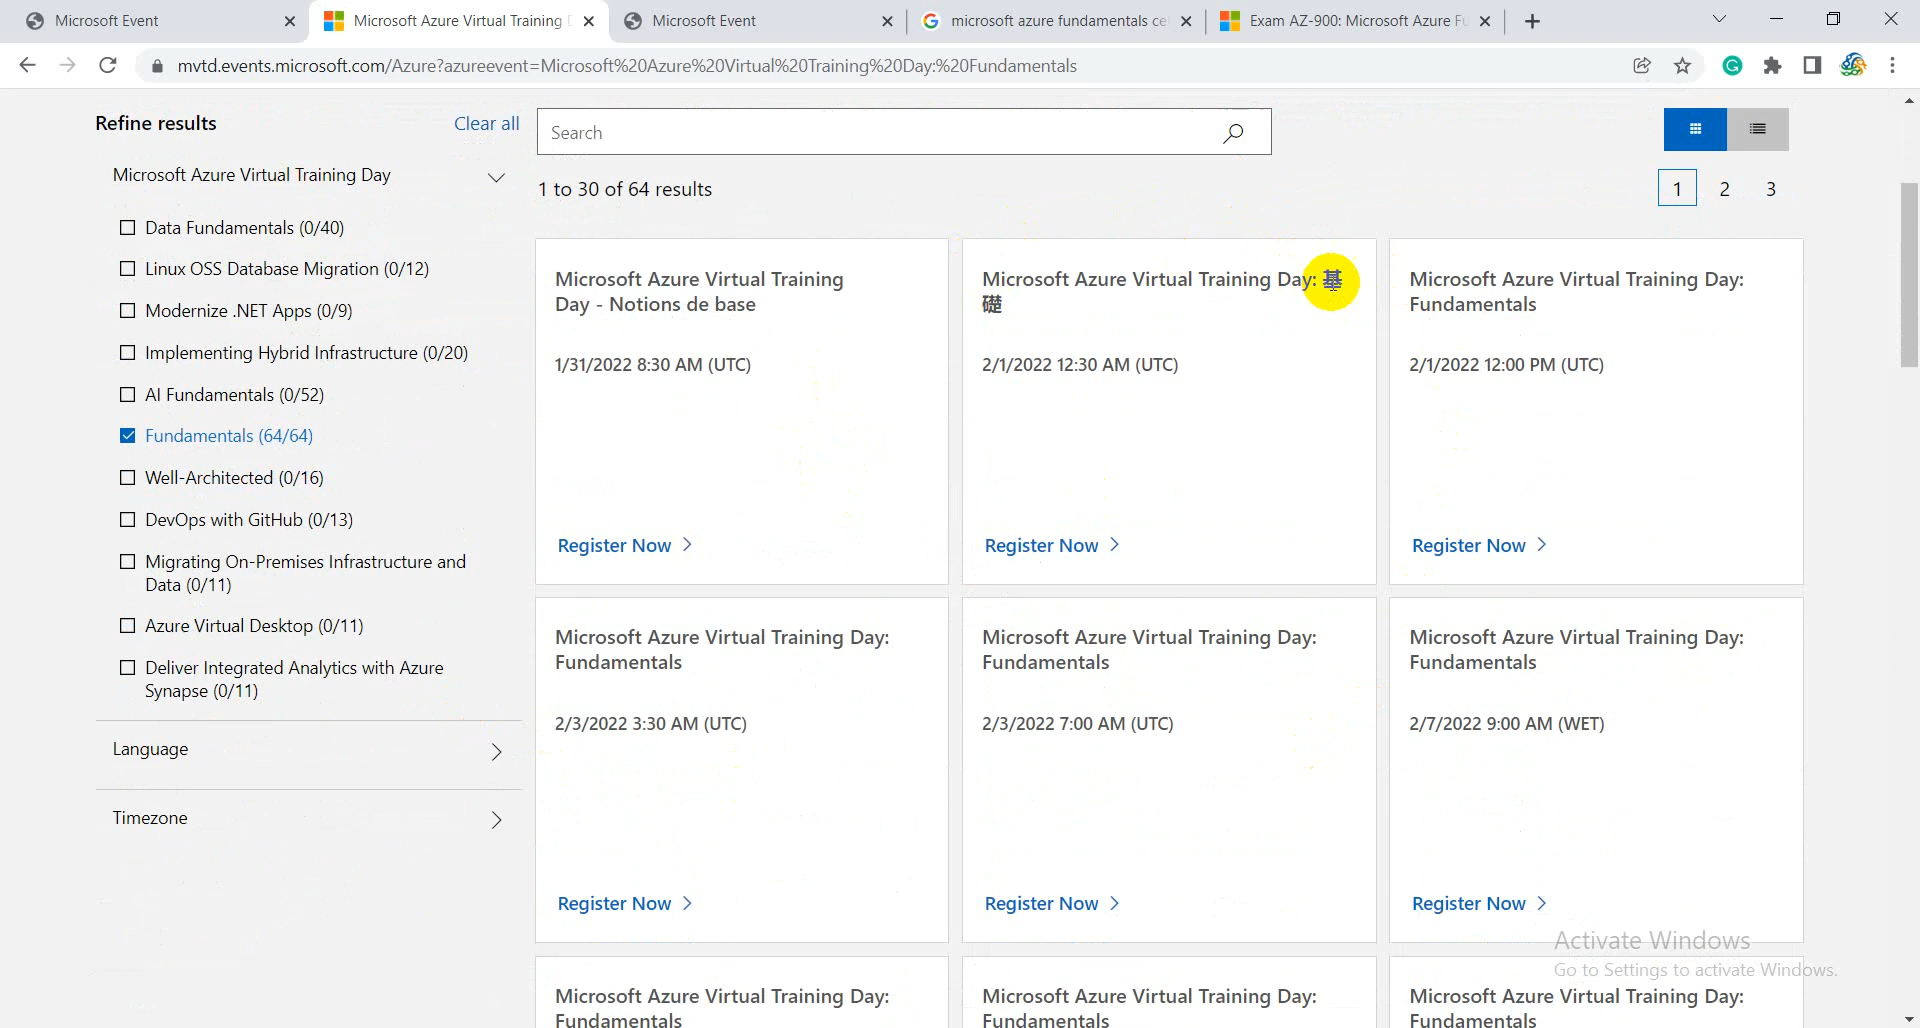 Microsoft Event
Microsoft Azure Virtual Training
Microsoft Event
microsoft azure fundamentals ce
Exam AZ-900: Microsoft Azure Fu
mvtd.events.microsoft.com/Azure?azureevent=Microsoft%20Azure%20Virtual%20Training%20Day:%20Fundamentals
Refine results
Clear all
Search
Microsoft Azure Virtual Training Day
1 to 30 of 64 results
1
2
3
Data Fundamentals (0/40)
Linux OSS Database Migration (0/12)
Modernize .NET Apps (0/9)
Implementing Hybrid Infrastructure (0/20)
AI Fundamentals (0/52)
Fundamentals (64/64)
Well-Architected (0/16)
DevOps with GitHub (0/13)
Migrating On-Premises Infrastructure and
Data (0/11)
Azure Virtual Desktop (0/11)
Deliver Integrated Analytics with Azure
Synapse (0/11)
Language
Timezone
Microsoft Azure Virtual Training
Day - Notions de base
1/31/2022 8:30 AM (UTC)
Register Now
Microsoft Azure Virtual Training Day: 基
礎
2/1/2022 12:30 AM (UTC)
Register Now
Microsoft Azure Virtual Training Day:
Fundamentals
2/1/2022 12:00 PM (UTC)
Register Now
Microsoft Azure Virtual Training Day:
Fundamentals
2/3/2022 3:30 AM (UTC)
Register Now
Microsoft Azure Virtual Training Day:
Fundamentals
2/3/2022 7:00 AM (UTC)
Register Now
Microsoft Azure Virtual Training Day:
Fundamentals
2/7/2022 9:00 AM (WET)
Register Now
Microsoft Azure Virtual Training Day:
Fundamentals
Microsoft Azure Virtual Training Day:
Fundamentals
Microsoft Azure Virtual Training Day:
Fundamentals
Activate Windows
Go to Settings to activate Windows.